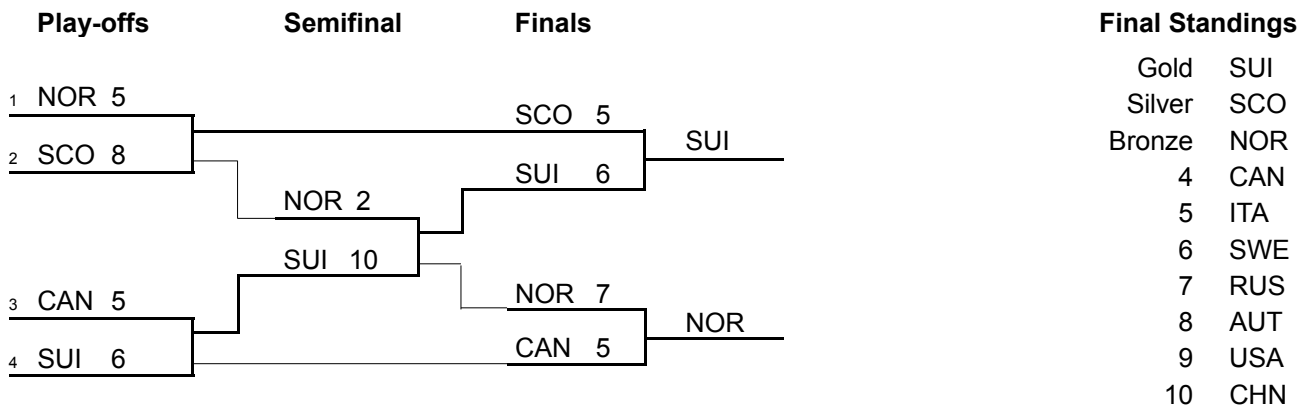 Play-offs Semifinal Finals Final Standings
Gold SUI
1 NOR 5
SCO 5
Silver SCO
SUI
Bronze NOR
2 SCO 8
SUI 6
4 CAN
NOR 2
5 ITA
SUI 10
6 SWE
3 CAN 5
NOR 7
7 RUS
NOR
8 AUT
4 SUI 6
CAN 5
9 USA
10 CHN